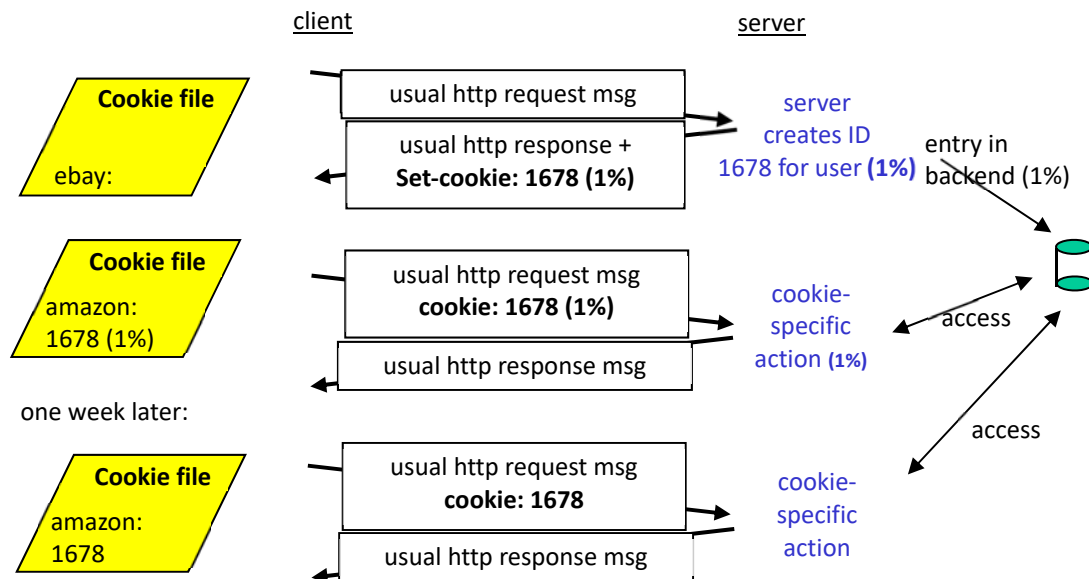 client
server
Cookie file
ebay:
usual http request msg
usual http response +
Set-cookie: 1678 (1%)
server
creates ID
1678 for user (1%)
entry in
backend (1%)
Cookie file
amazon:
1678 (1%)
usual http request msg
cookie: 1678 (1%)
usual http response msg
cookie-
specific
action (1%)
access
one week later:
Cookie file
amazon:
1678
usual http request msg
cookie: 1678
usual http response msg
cookie-
specific
action
access